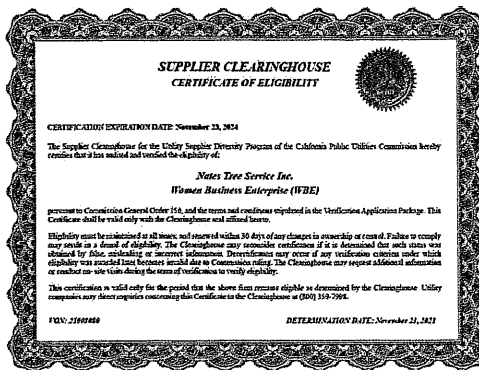 SUPPLIER CLEARINGHOUSE
CERTIFICATE OF ELIGIBILITY
CERTIFICATION EXPIRATION DATE: November 23, 2024
The Supplier Clearinghouse for the Utility Supplier Diversity Program of the California Public Utilities Commission hereby
certifies that it has audited and verified the eligibility of:
Nates Tree Service Inc.
Women Business Enterprise (WBE)
pursuant to Commission General Order 156, and the terms and conditions stipulated in the Verification Application Package. This
Certificate shall be valid only with the Clearinghouse seal affixed hereto.
Eligibility must be maintained at all times, and renewed within 30 days of any changes in ownership or control. Failure to comply
may result in a denial of eligibility. The Clearinghouse may reconsider certification if it is determined that such status was
obtained by false, misleading or incorrect information. Decertification may occur if any verification criterion under which
eligibility was awarded later becomes invalid due to Commission ruling. The Clearinghouse may request additional information
or conduct on-site visits during the term of verification to verify eligibility.
This certification is valid only for the period that the above firm remains eligible as determined by the Clearinghouse. Utility
companies may direct inquiries concerning this Certificate to the Clearinghouse at (800)
VON:
DETERMINATION DATE: November 23, 2021